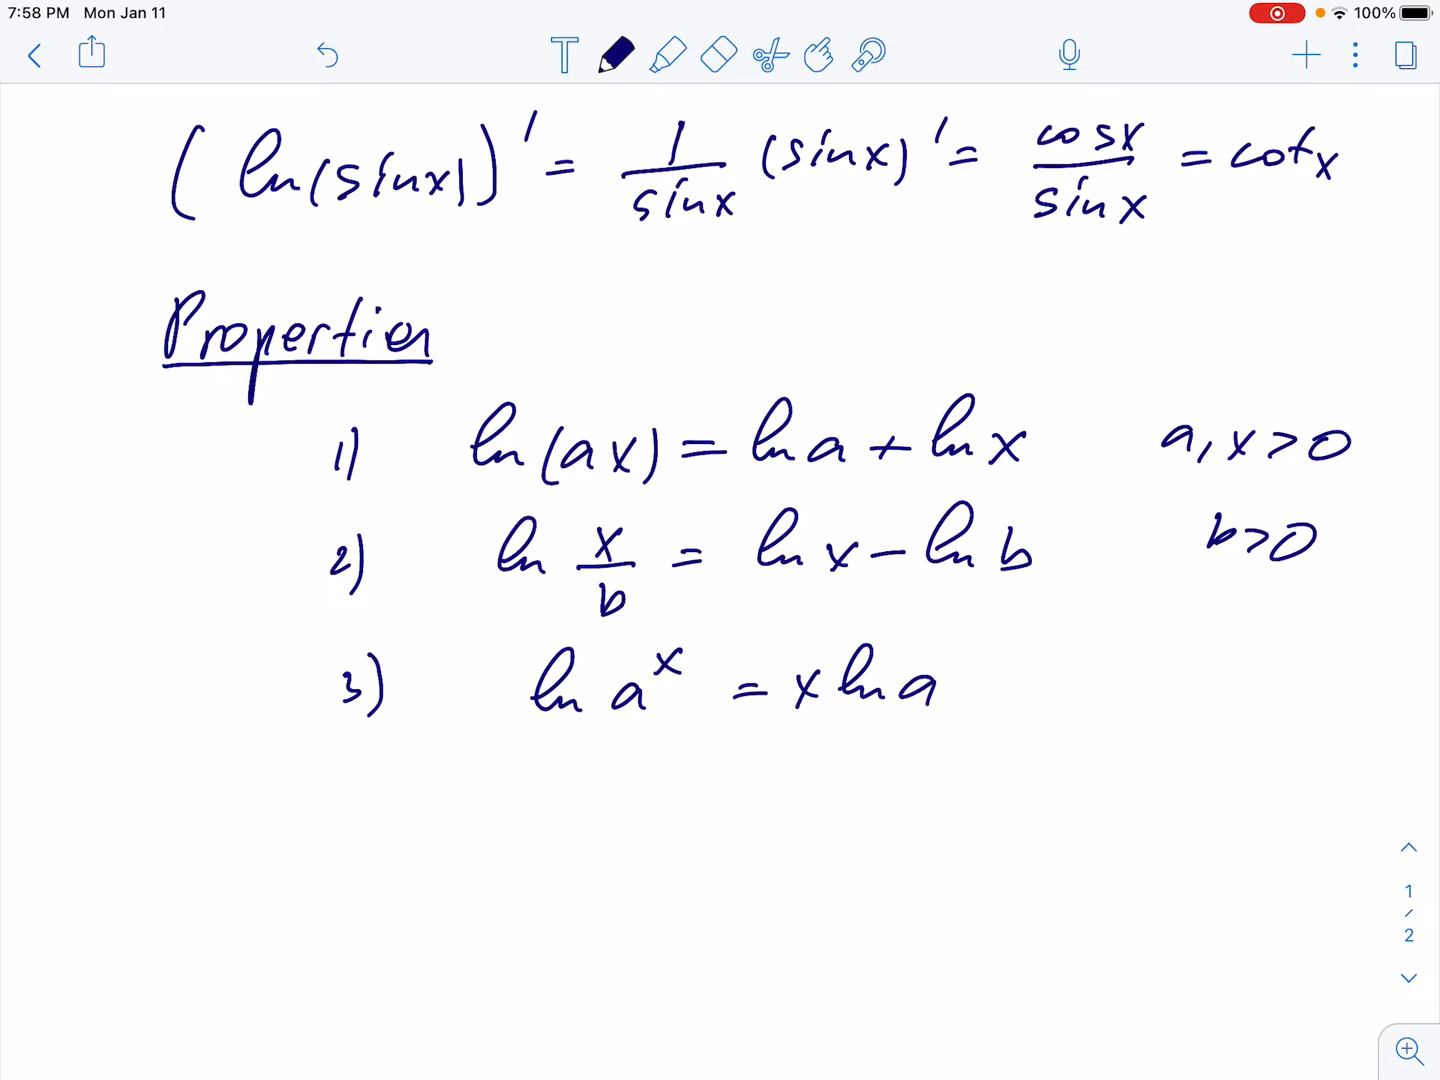 7:58 PM Mon Jan 11 100%
T
(ln(sinx))' = 1/sinx (sinx)' = cosx/sinx = cotx
Properties
1) ln(ax) = ln a + ln x a, x > 0
2) ln x/b = ln x - ln b b > 0
3) ln a^x = x ln a
1
/
2